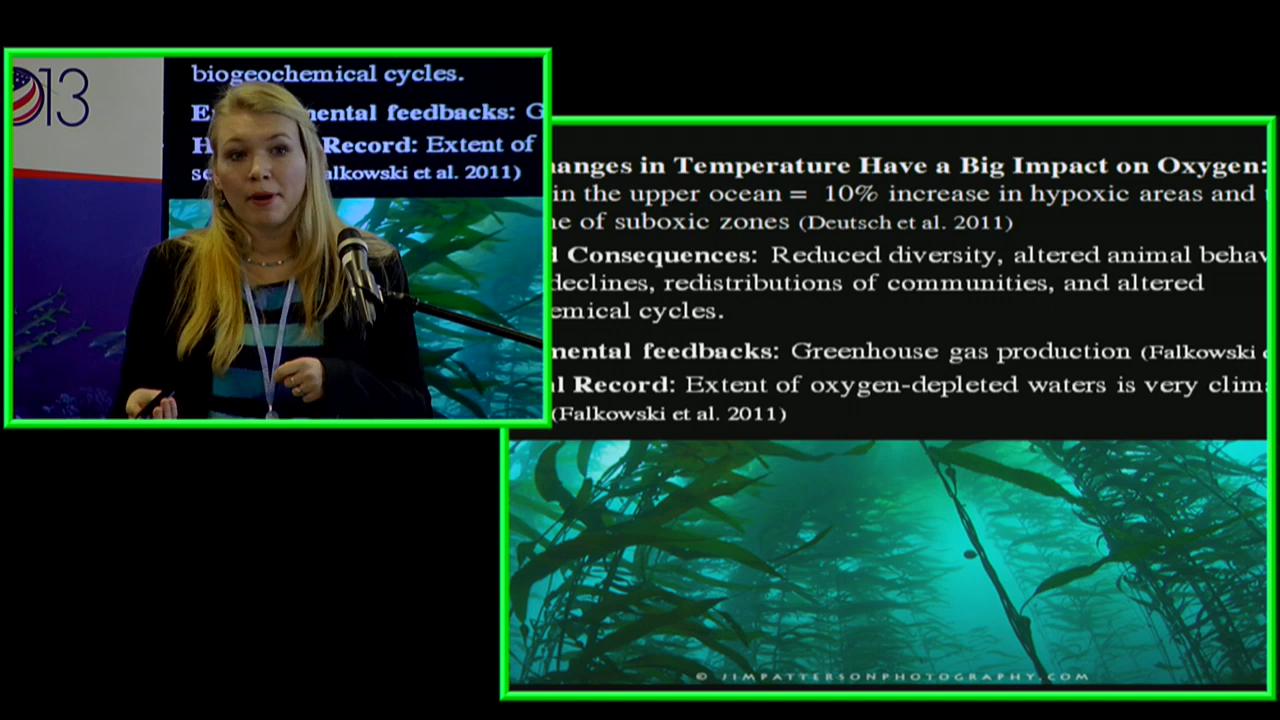 013
biogeochemical cycles.
mental feedbacks: G
Record: Extent of
alkowski et al. 2011)
hanges in Temperature Have a Big Impact on Oxygen:
in the upper ocean = 10% increase in hypoxic areas and
e of suboxic zones (Deutsch et al. 2011)
d Consequences: Reduced diversity, altered animal behav
declines, redistributions of communities, and altered
emical cycles.
mental feedbacks: Greenhouse gas production (Falkowski e
l Record: Extent of oxygen-depleted waters is very clima
(Falkowski et al. 2011)
© JIMPATTERSONPHOTOGRAPHY.COM